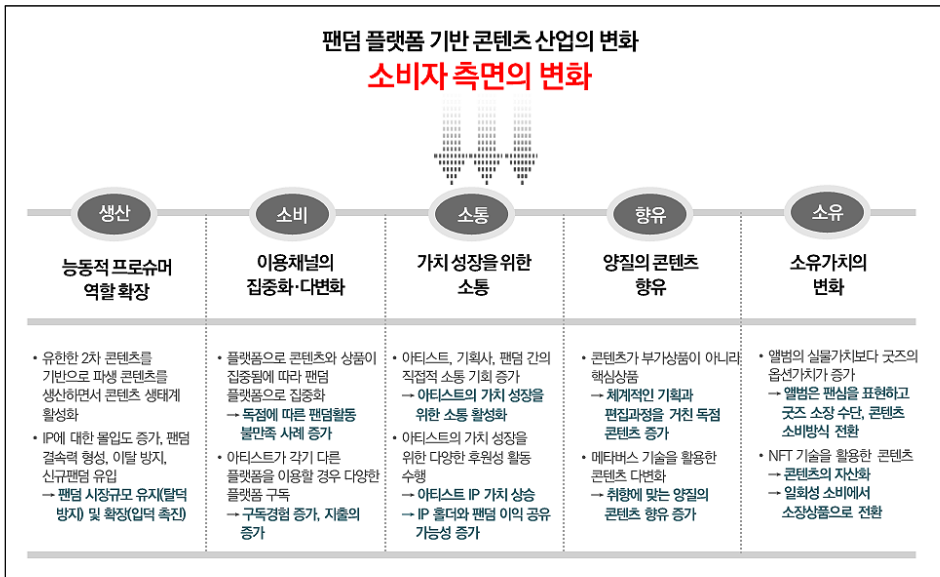 팬덤 플랫폼 기반 콘텐츠 산업의 변화
소비자 측면의 변화
생산
능동적 프로슈머
역할 확장
• 유한한 2차 콘텐츠를
기반으로 파생 콘텐츠를
생산하면서 콘텐츠 생태계
활성화
• IP에 대한 몰입도 증가, 팬덤
결속력 형성, 이탈 방지,
신규팬덤 유입
→ 팬덤 시장규모 유지(탈덕
방지) 및 확장(입덕 촉진)
소비
이용채널의
집중화·다변화
• 플랫폼으로 콘텐츠와 상품이
집중됨에 따라 팬덤
플랫폼으로 집중화
→ 독점에 따른 팬덤활동
불만족 사례 증가
• 아티스트가 각기 다른
플랫폼을 이용할 경우 다양한
플랫폼 구독
→ 구독경험 증가, 지출의
증가
소통
가치 성장을 위한
소통
• 아티스트, 기획사, 팬덤 간의
직접적 소통 기회 증가
→ 아티스트의 가치 성장을
위한 소통 활성화
• 아티스트의 가치 성장을
위한 다양한 후원성 활동
수행
→ 아티스트 IP 가치 상승
→ IP 홀더와 팬덤 이익 공유
가능성 증가
향유
양질의 콘텐츠
향유
• 콘텐츠가 부가상품이 아니라
핵심상품
→ 체계적인 기획과
편집과정을 거친 독점
콘텐츠 증가
• 메타버스 기술을 활용한
콘텐츠 다변화
→ 취향에 맞는 양질의
콘텐츠 향유 증가
소유
소유가치의
변화
• 앨범의 실물가치보다 굿즈의
옵션가치가 증가
→ 앨범은 팬심을 표현하고
굿즈 소장 수단, 콘텐츠
소비방식 전환
• NFT 기술을 활용한 콘텐츠
→ 콘텐츠의 자산화
→ 일회성 소비에서
소장상품으로 전환